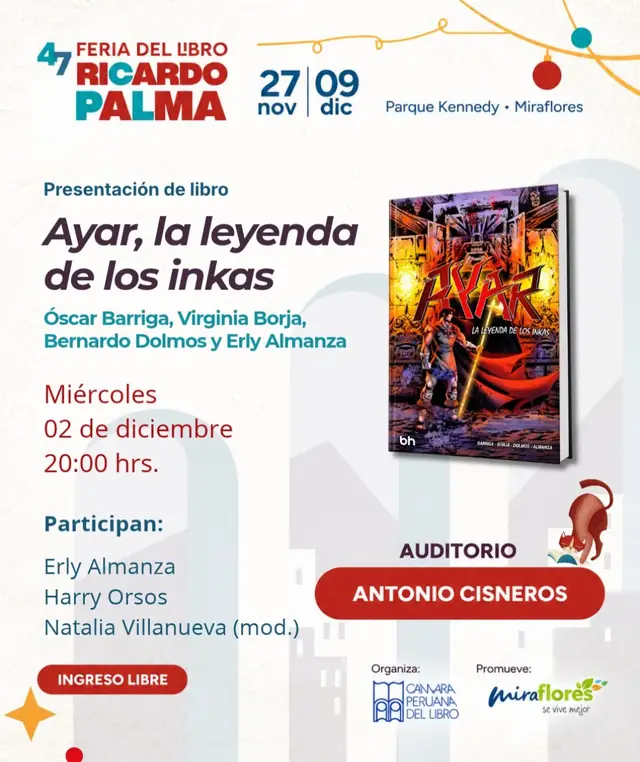 47 FERIA DEL LIBRO
RICARDO
PALMA
27 nov | 09 dic
Parque Kennedy • Miraflores
Presentación de libro
Ayar, la leyenda
de los inkas
Óscar Barriga, Virginia Borja,
Bernardo Dolmos y Erly Almanza
AYAR
LA LEYENDA DE LOS INKAS
bh
BARRIGA - BORJA - DOLMOS - ALMANZA
Miércoles
02 de diciembre
20:00 hrs.
Participan:
Erly Almanza
Harry Orsos
Natalia Villanueva (mod.)
INGRESO LIBRE
AUDITORIO
ANTONIO CISNEROS
Organiza:
CÁMARA
PERUANA
DEL LIBRO
Promueve:
miraflores
se vive mejor